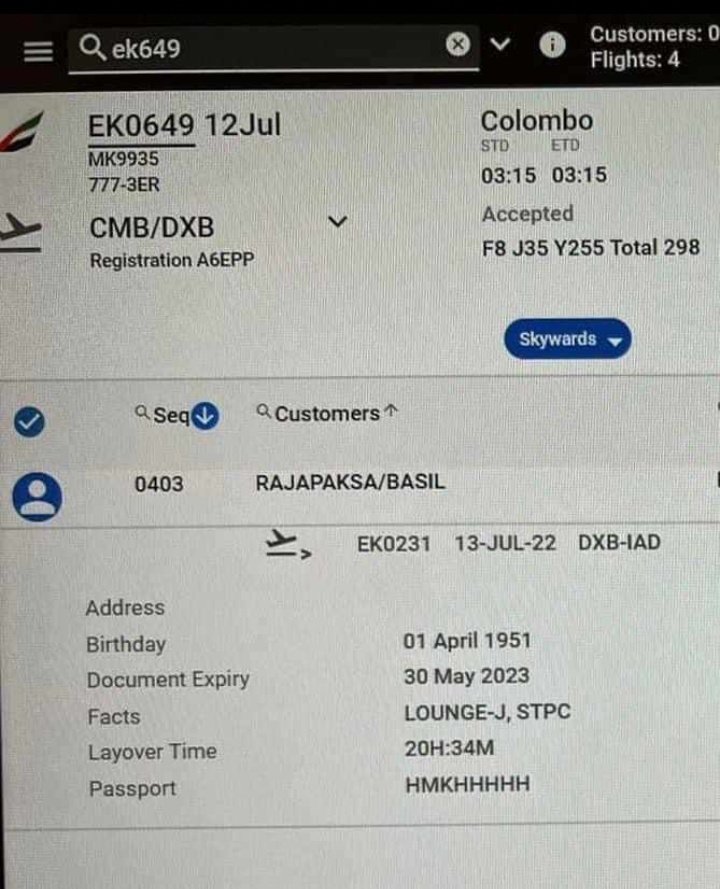 ek649
Customers: 0
Flights: 4
EK0649 12Jul
MK9935
777-3ER
CMB/DXB
Registration A6EPP
Colombo
STD ETD
03:15 03:15
Accepted
F8 J35 Y255 Total 298
Skywards
Seq Customers
0403 RAJAPAKSA/BASIL
EK0231 13-JUL-22 DXB-IAD
Address
Birthday 01 April 1951
Document Expiry 30 May 2023
Facts LOUNGE-J, STPC
Layover Time 20H:34M
Passport HMKHHHHH